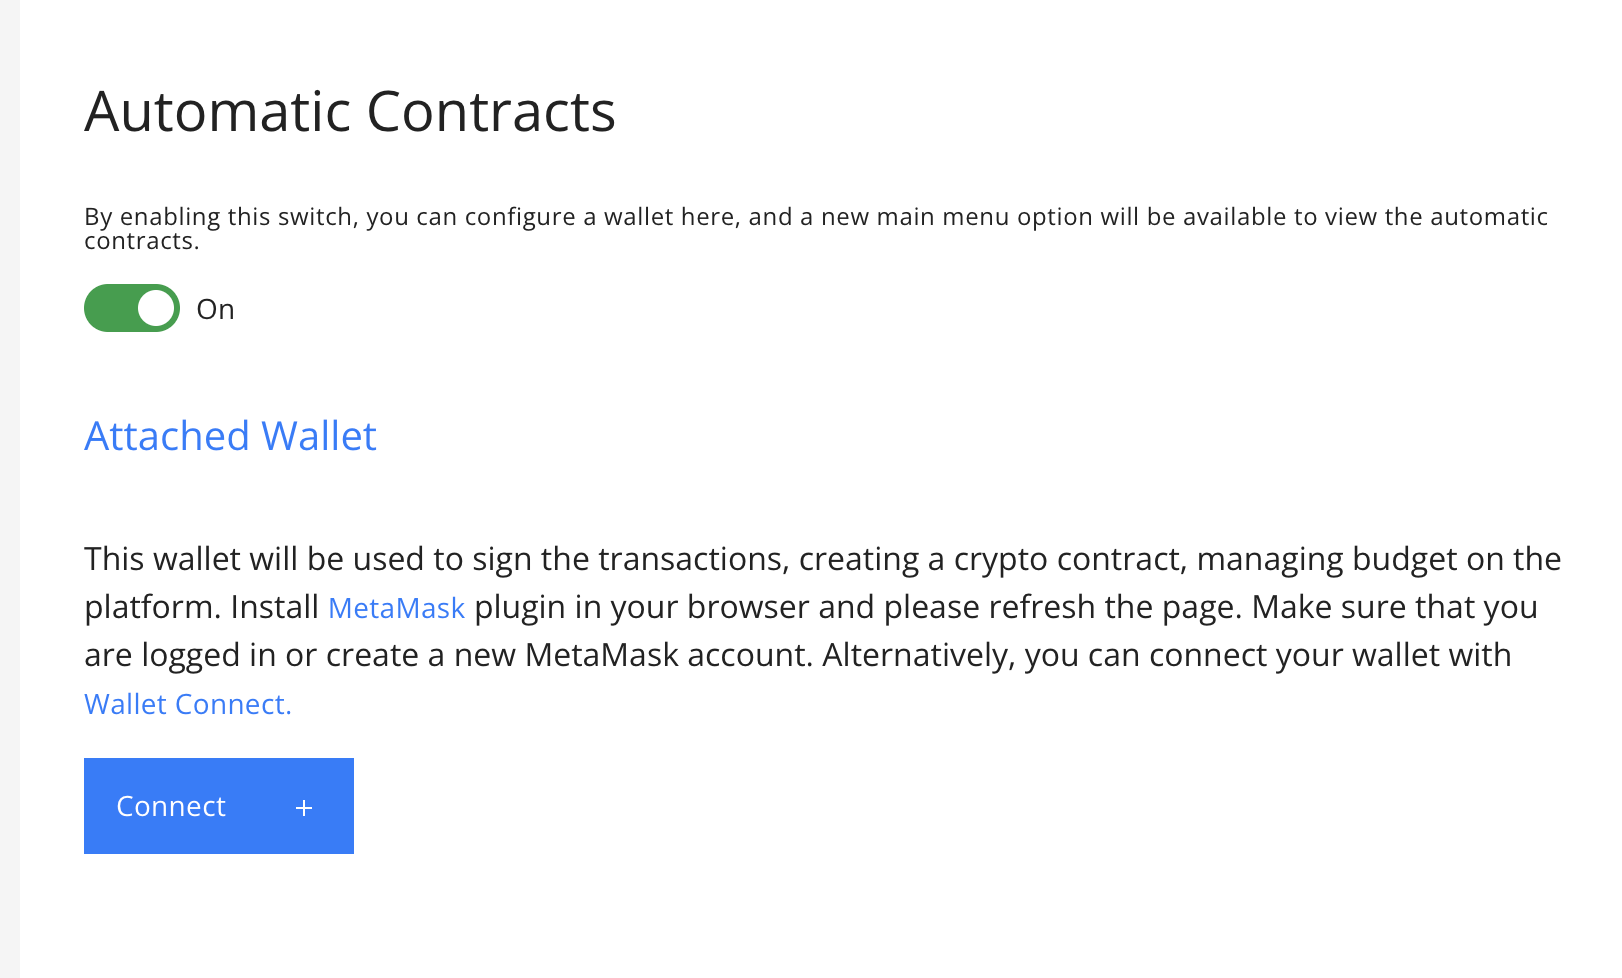 Automatic Contracts
By enabling this switch, you can configure a wallet here, and a new main menu option will be available to view the automatic
contracts.
On
Attached Wallet
This wallet will be used to sign the transactions, creating a crypto contract, managing budget on the
platform. Install MetaMask plugin in your browser and please refresh the page. Make sure that you
are logged in or create a new MetaMask account. Alternatively, you can connect your wallet with
Wallet Connect.
Connect +